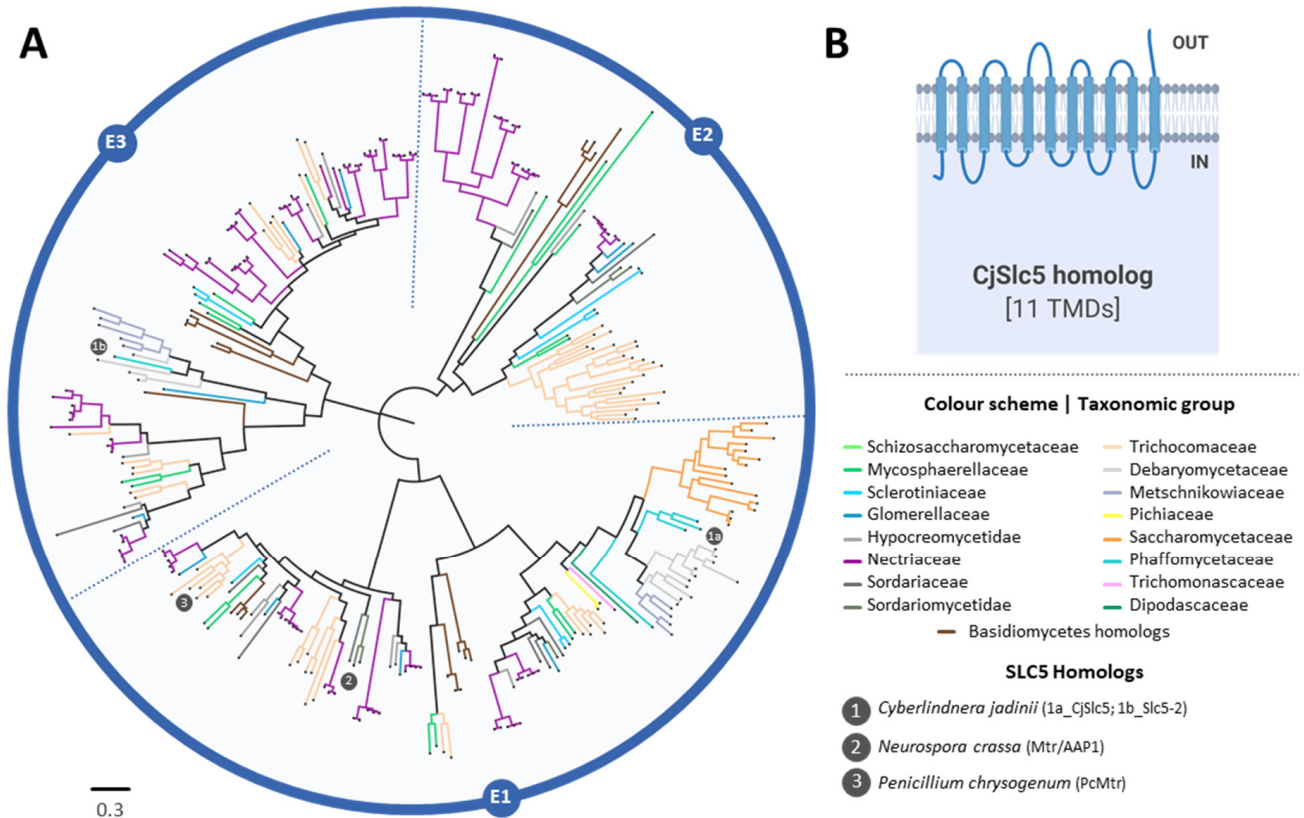 A
B
E3
E2
1b
1a
3
2
E1
0.3
OUT
IN
CjSlc5 homolog
[11 TMDs]
Colour scheme | Taxonomic group
Schizosaccharomycetaceae
Mycosphaerellaceae
Sclerotiniaceae
Glomerellaceae
Hypocreomycetidae
Nectriaceae
Sordariaceae
Sordariomycetidae
Trichocomaceae
Debaryomycetaceae
Metschnikowiaceae
Pichiaceae
Saccharomycetaceae
Phaffomycetaceae
Trichomonascaceae
Dipodascaceae
Basidiomycetes homologs
SLC5 Homologs
1 Cyberlindnera jadinii (1a_CjSlc5; 1b_Slc5-2)
2 Neurospora crassa (Mtr/AAP1)
3 Penicillium chrysogenum (PcMtr)